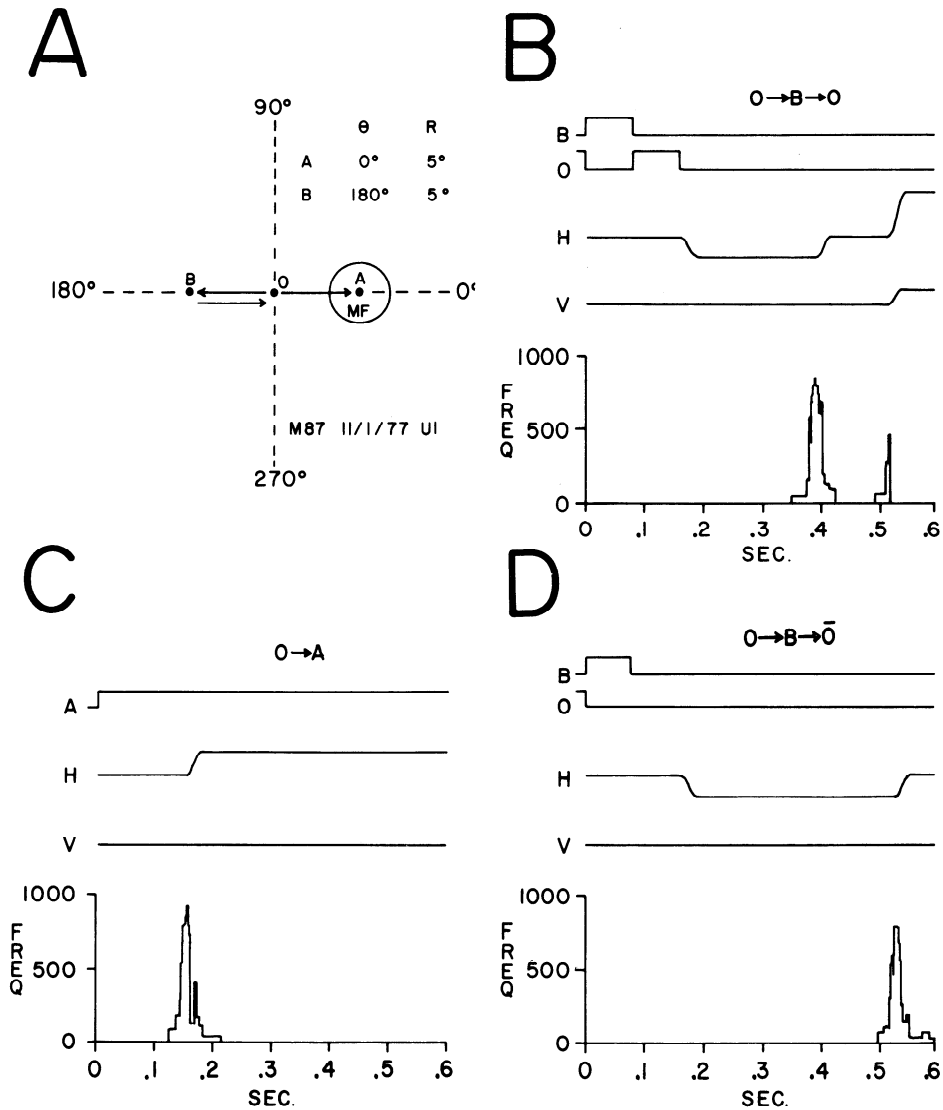 A
90°
θ R
A 0° 5°
B 180° 5°
180° B O A 0°
MF
M87 11/1/77 U1
270°
B
O→B→O
B
O
H
V
1000
FREQ
500
0
0 .1 .2 .3 .4 .5 .6
SEC.
C
O→A
A
H
V
1000
FREQ
500
0
0 .1 .2 .3 .4 .5 .6
SEC.
D
O→B→Ō
B
O
H
V
1000
FREQ
500
0
0 .1 .2 .3 .4 .5 .6
SEC.